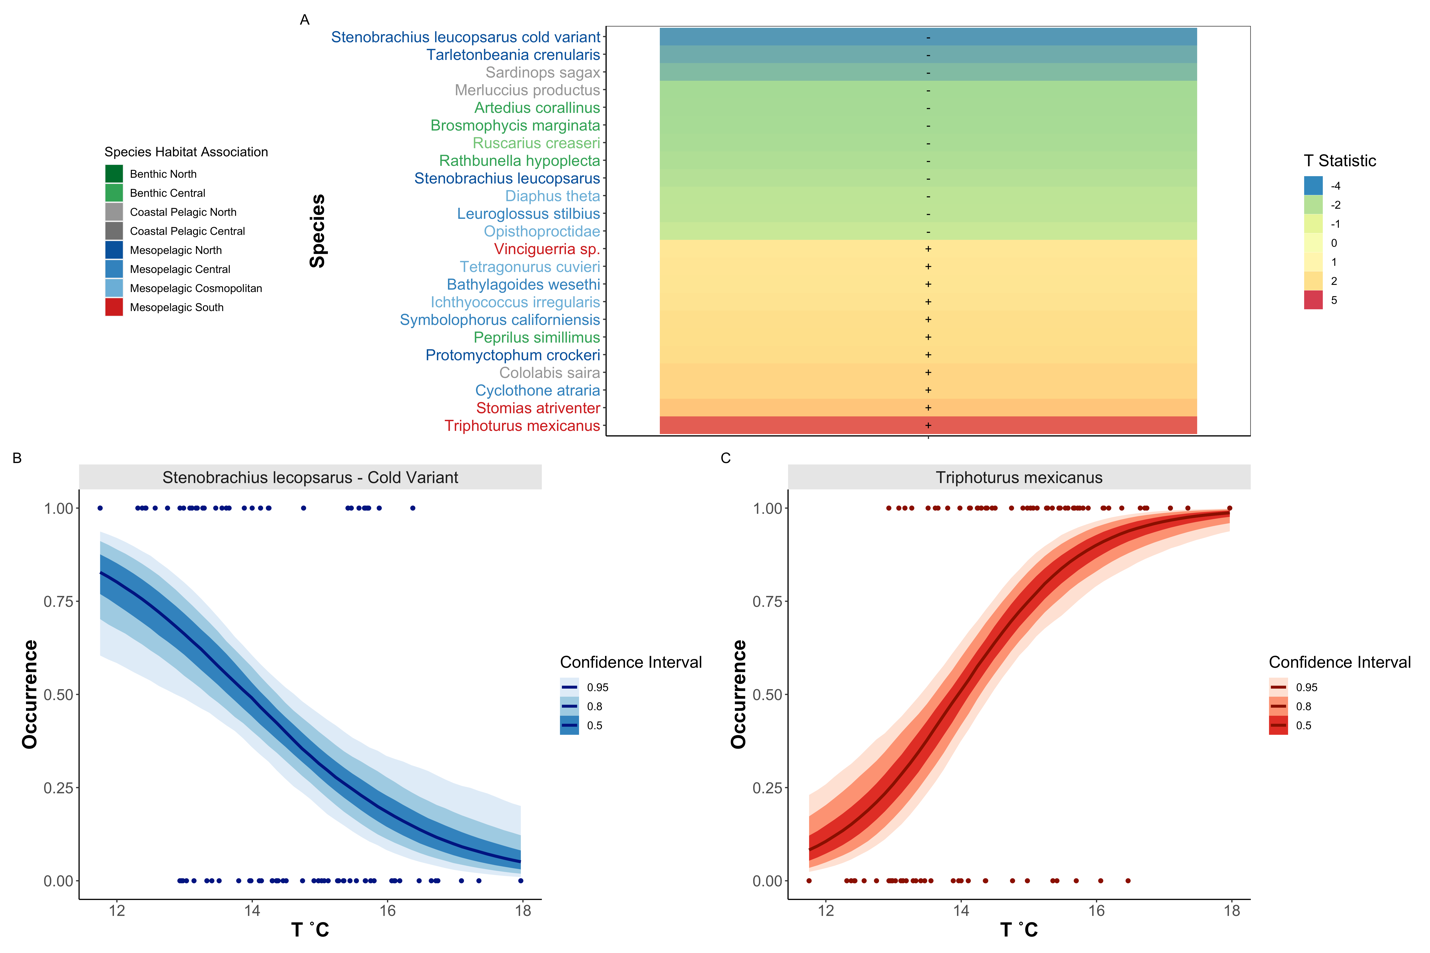 A
Stenobrachius leucopsarus cold variant -
Tarletonbeania crenularis -
Sardinops sagax -
Merluccius productus -
Artedius corallinus -
Brosmophycis marginata -
Ruscarius creaseri -
Rathbunella hypoplecta -
Stenobrachius leucopsarus -
Diaphus theta -
Leuroglossus stilbius -
Opisthoproctidae -
Vinciguerria sp. +
Tetragonurus cuvieri +
Bathylagoides wesethi +
Ichthyococcus irregularis +
Symbolophorus californiensis +
Peprilus simillimus +
Protomyctophum crockeri +
Cololabis saira +
Cyclothone atraria +
Stomias atriventer +
Triphoturus mexicanus +
Species
Species Habitat Association
Benthic North
Benthic Central
Coastal Pelagic North
Coastal Pelagic Central
Mesopelagic North
Mesopelagic Central
Mesopelagic Cosmopolitan
Mesopelagic South
T Statistic
-4
-2
-1
0
1
2
5
B
Stenobrachius lecopsarus - Cold Variant
1.00
0.75
0.50
0.25
0.00
Occurrence
12 14 16 18
T ˚C
Confidence Interval
0.95
0.8
0.5
C
Triphoturus mexicanus
1.00
0.75
0.50
0.25
0.00
Occurrence
12 14 16 18
T ˚C
Confidence Interval
0.95
0.8
0.5